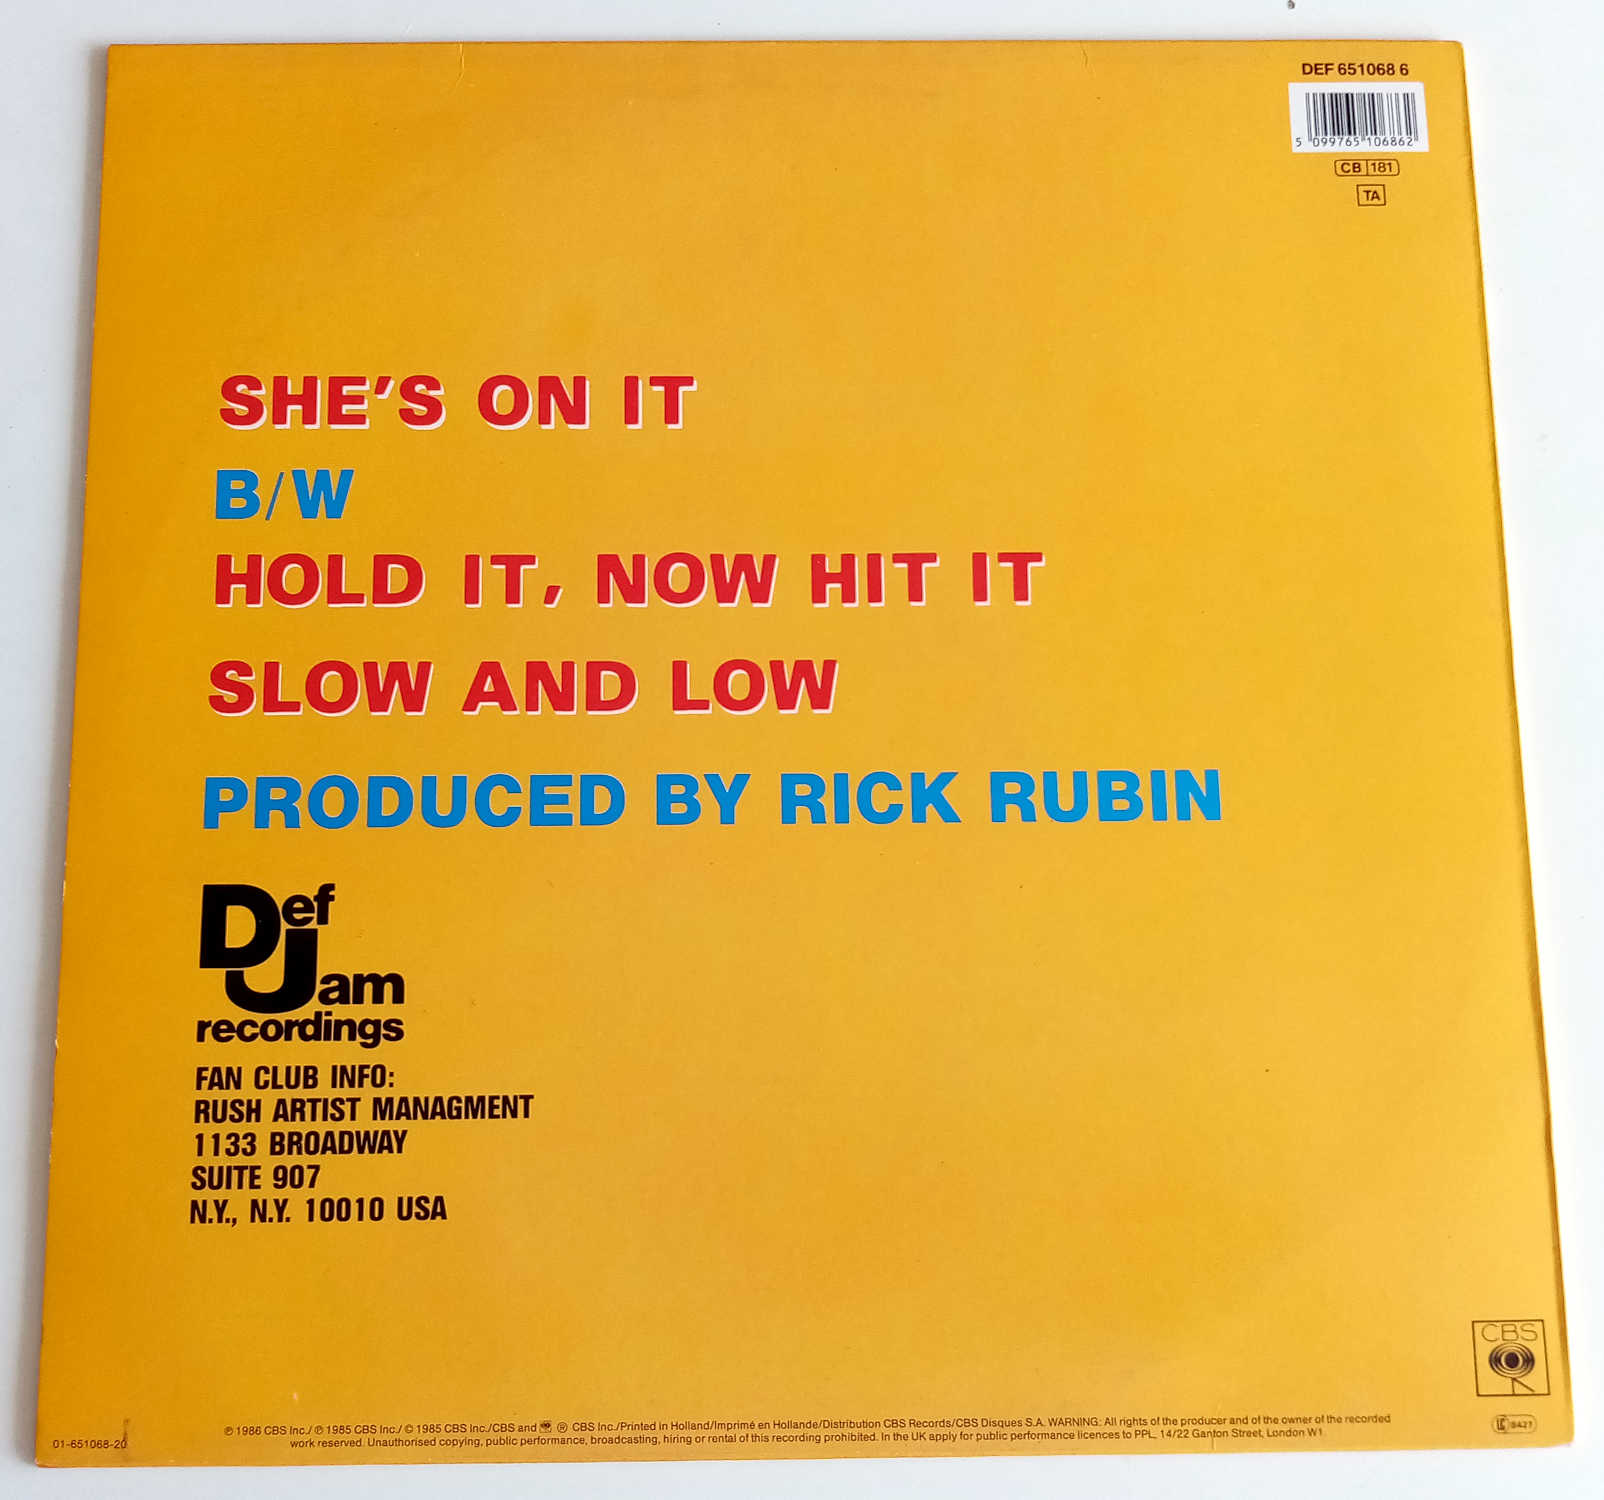 DEF 651068 6
5 099765 106862
CB 181
TA
SHE'S ON IT
B/W
HOLD IT, NOW HIT IT
SLOW AND LOW
PRODUCED BY RICK RUBIN
Def
Jam
recordings
FAN CLUB INFO:
RUSH ARTIST MANAGMENT
1133 BROADWAY
SUITE 907
N.Y., N.Y. 10010 USA
CBS
℗ 1986 CBS Inc./ ℗ 1985 CBS Inc./ © 1985 CBS Inc./CBS and ® CBS Inc./Printed in Holland/Imprimé en Hollande/Distribution CBS Records/CBS Disques S.A. WARNING: All rights of the producer and of the owner of the recorded
work reserved. Unauthorised copying, public performance, broadcasting, hiring or rental of this recording prohibited. In the UK apply for public performance licences to PPL, 14/22 Ganton Street, London W1.
01-651068-20